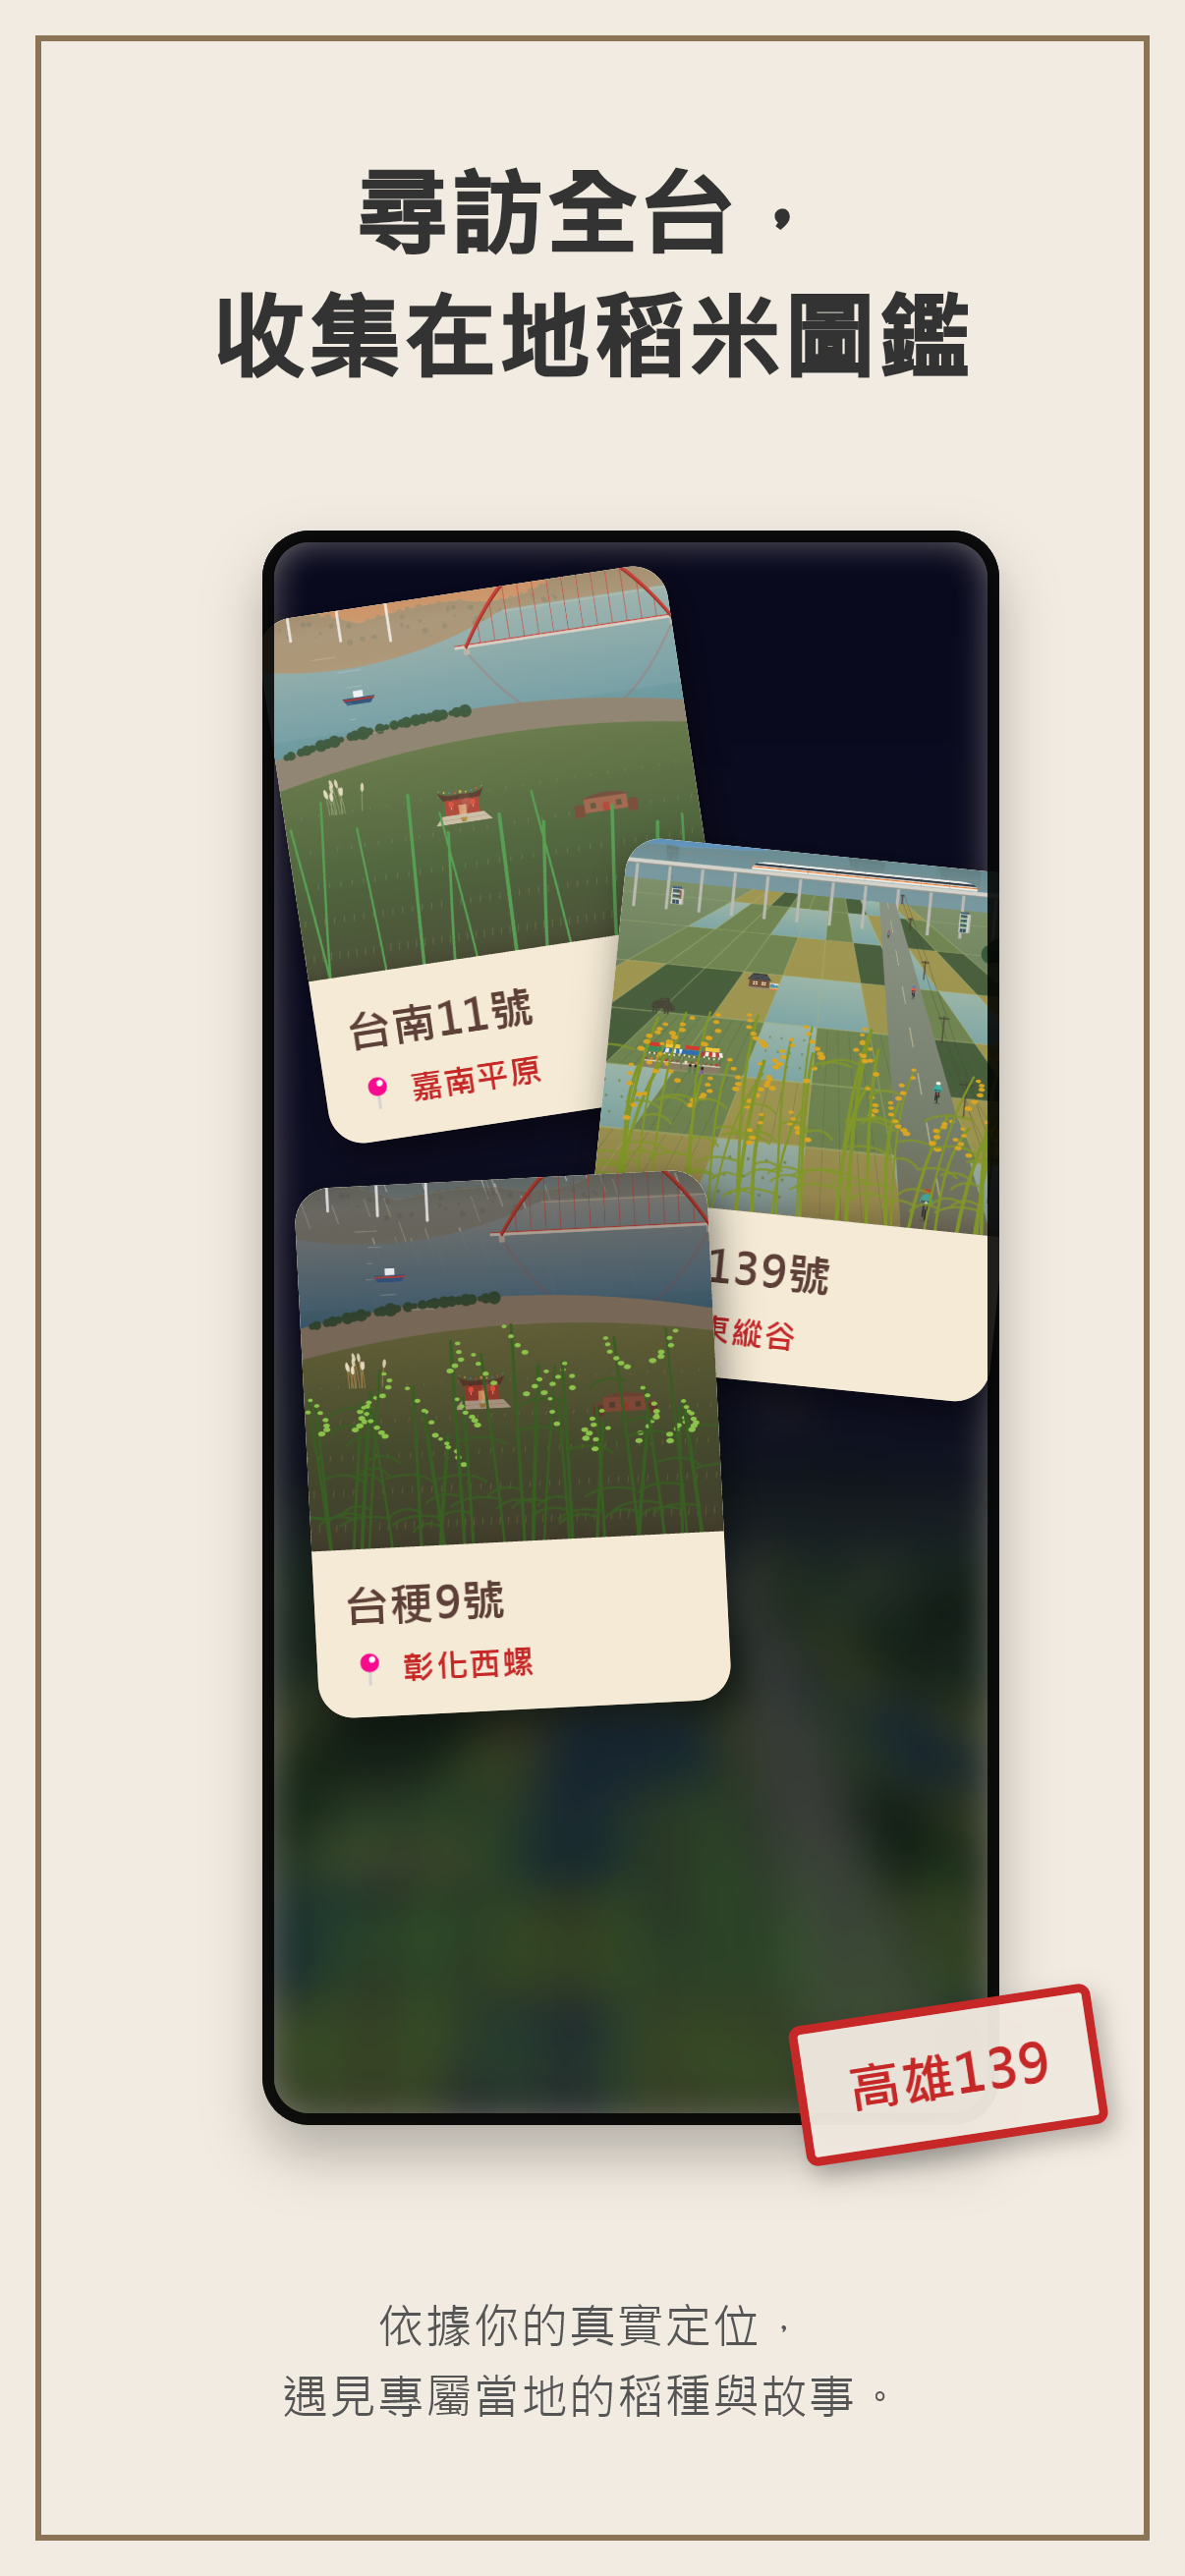 尋訪全台，
收集在地稻米圖鑑
台南11號
嘉南平原
139號
東縱谷
台稉9號
彰化西螺
高雄139
依據你的真實定位，
遇見專屬當地的稻種與故事。